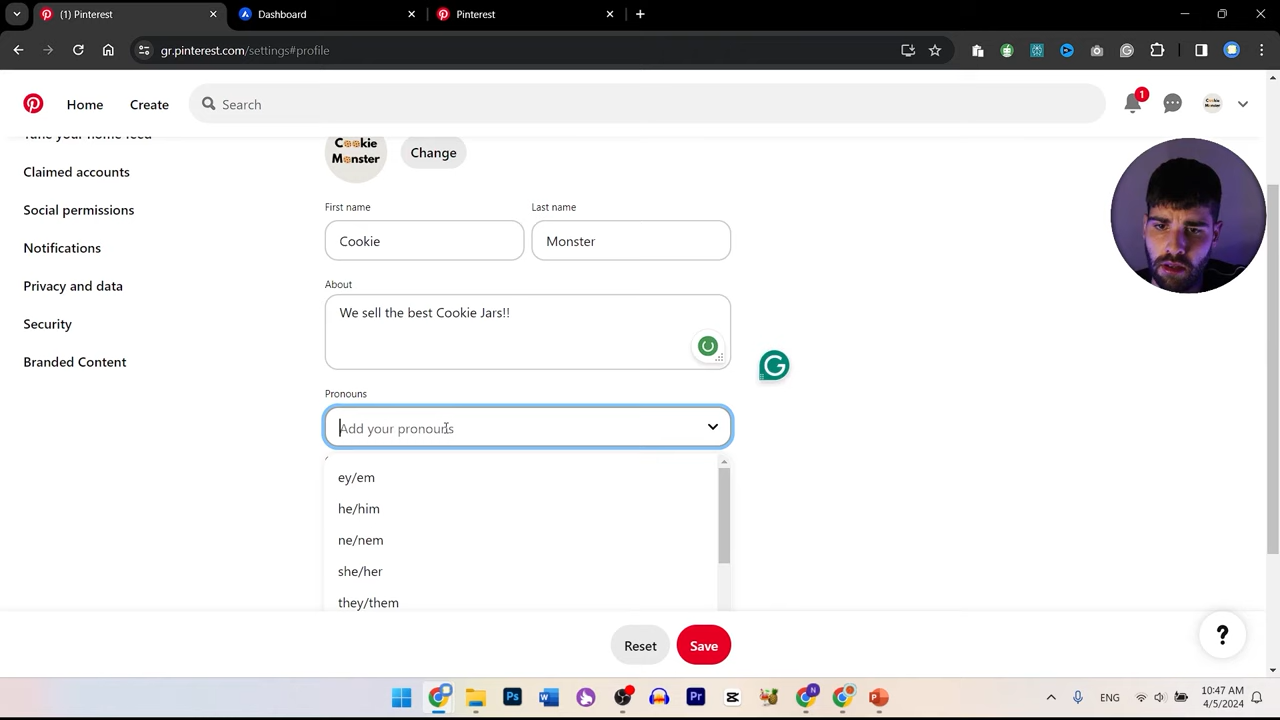 (1) Pinterest
Dashboard
Pinterest
gr.pinterest.com/settings#profile
Home
Create
Search
1
Cookie
Monster
Tune your home feed
Cookie
Monster
Change
Claimed accounts
First name
Last name
Social permissions
Cookie
Monster
Notifications
About
Privacy and data
We sell the best Cookie Jars!!
Security
Branded Content
Pronouns
Add your pronouns
ey/em
he/him
ne/nem
she/her
they/them
Reset
Save
?
ENG
10:47 AM
4/5/2024